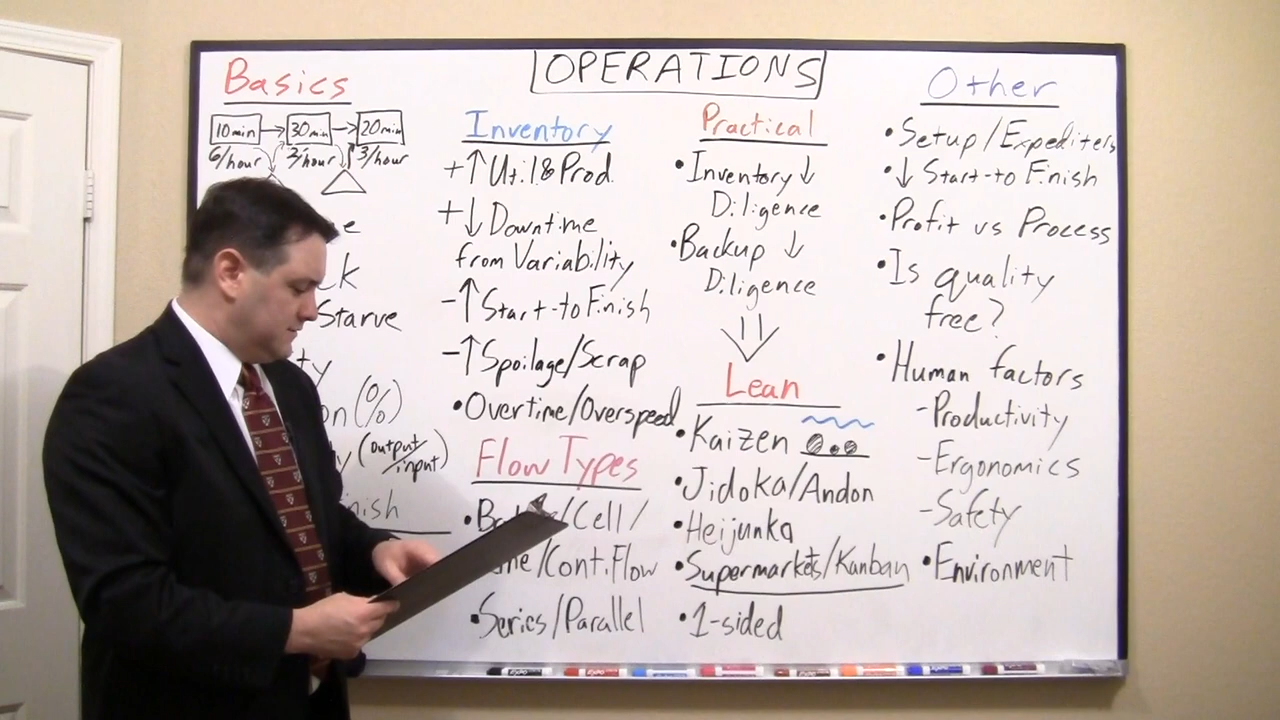 OPERATIONS
Basics
10min 30min 20min
6/hour 3/hour 3/hour
Starve
(%)
(output/input)
Inventory
+↑Util&Prod.
+↓Downtime
from Variability
-↑Start-to Finish
-↑Spoilage/Scrap
•Overtime/Overspeed
Flow Types
/Cell/
/Cont.Flow
•Series/Parallel
Practical
•Inventory↓
Diligence
•Backup ↓
Diligence
Lean
•Kaizen
•Jidoka/Andon
•Heijunka
•Supermarkets/Kanban
•1-sided
Other
•Setup/Expediters
•↓ Start-to Finish
•Profit vs Process
•Is quality
free?
•Human factors
-Productivity
-Ergonomics
-Safety
•Environment